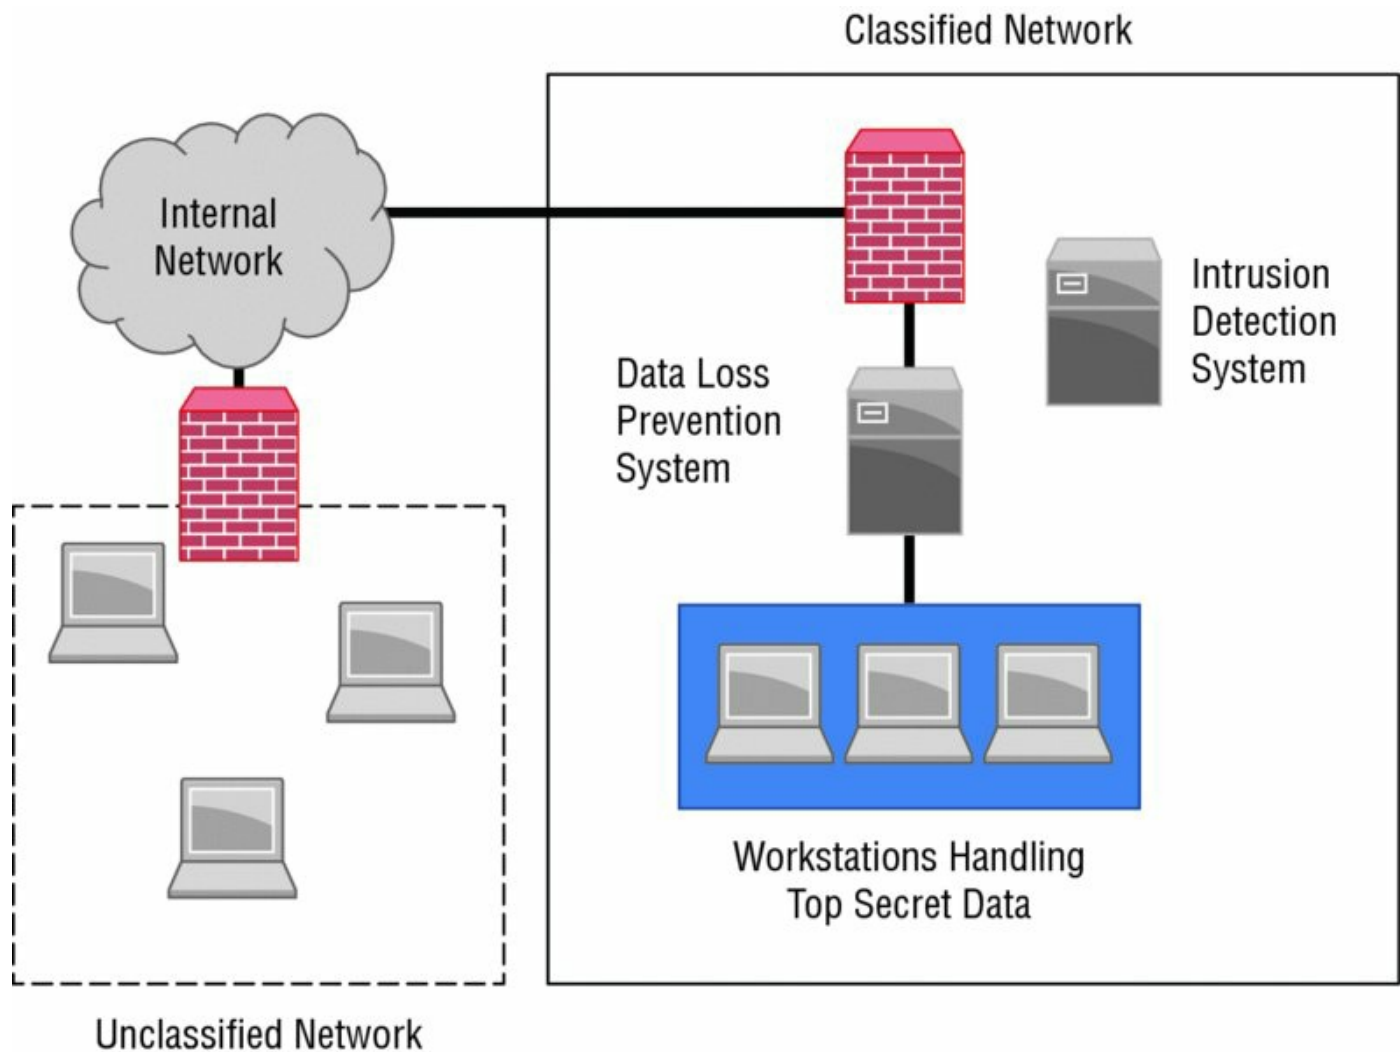 Classified Network
Internal
Network
Intrusion
Detection
System
Data Loss
Prevention
System
Workstations Handling
Top Secret Data
Unclassified Network